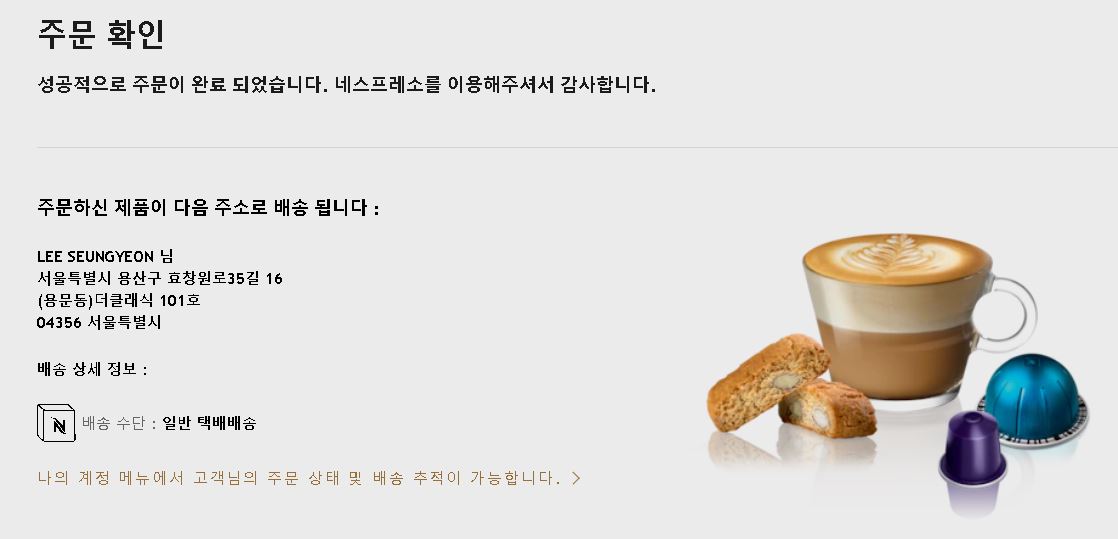 주문 확인
성공적으로 주문이 완료 되었습니다. 네스프레소를 이용해주셔서 감사합니다.
주문하신 제품이 다음 주소로 배송 됩니다 :
LEE SEUNGYEON 님
서울특별시 용산구 효창원로35길 16
(용문동)더클래식 101호
04356 서울특별시
배송 상세 정보 :
배송 수단 : 일반 택배배송
나의 계정 메뉴에서 고객님의 주문 상태 및 배송 추적이 가능합니다. >